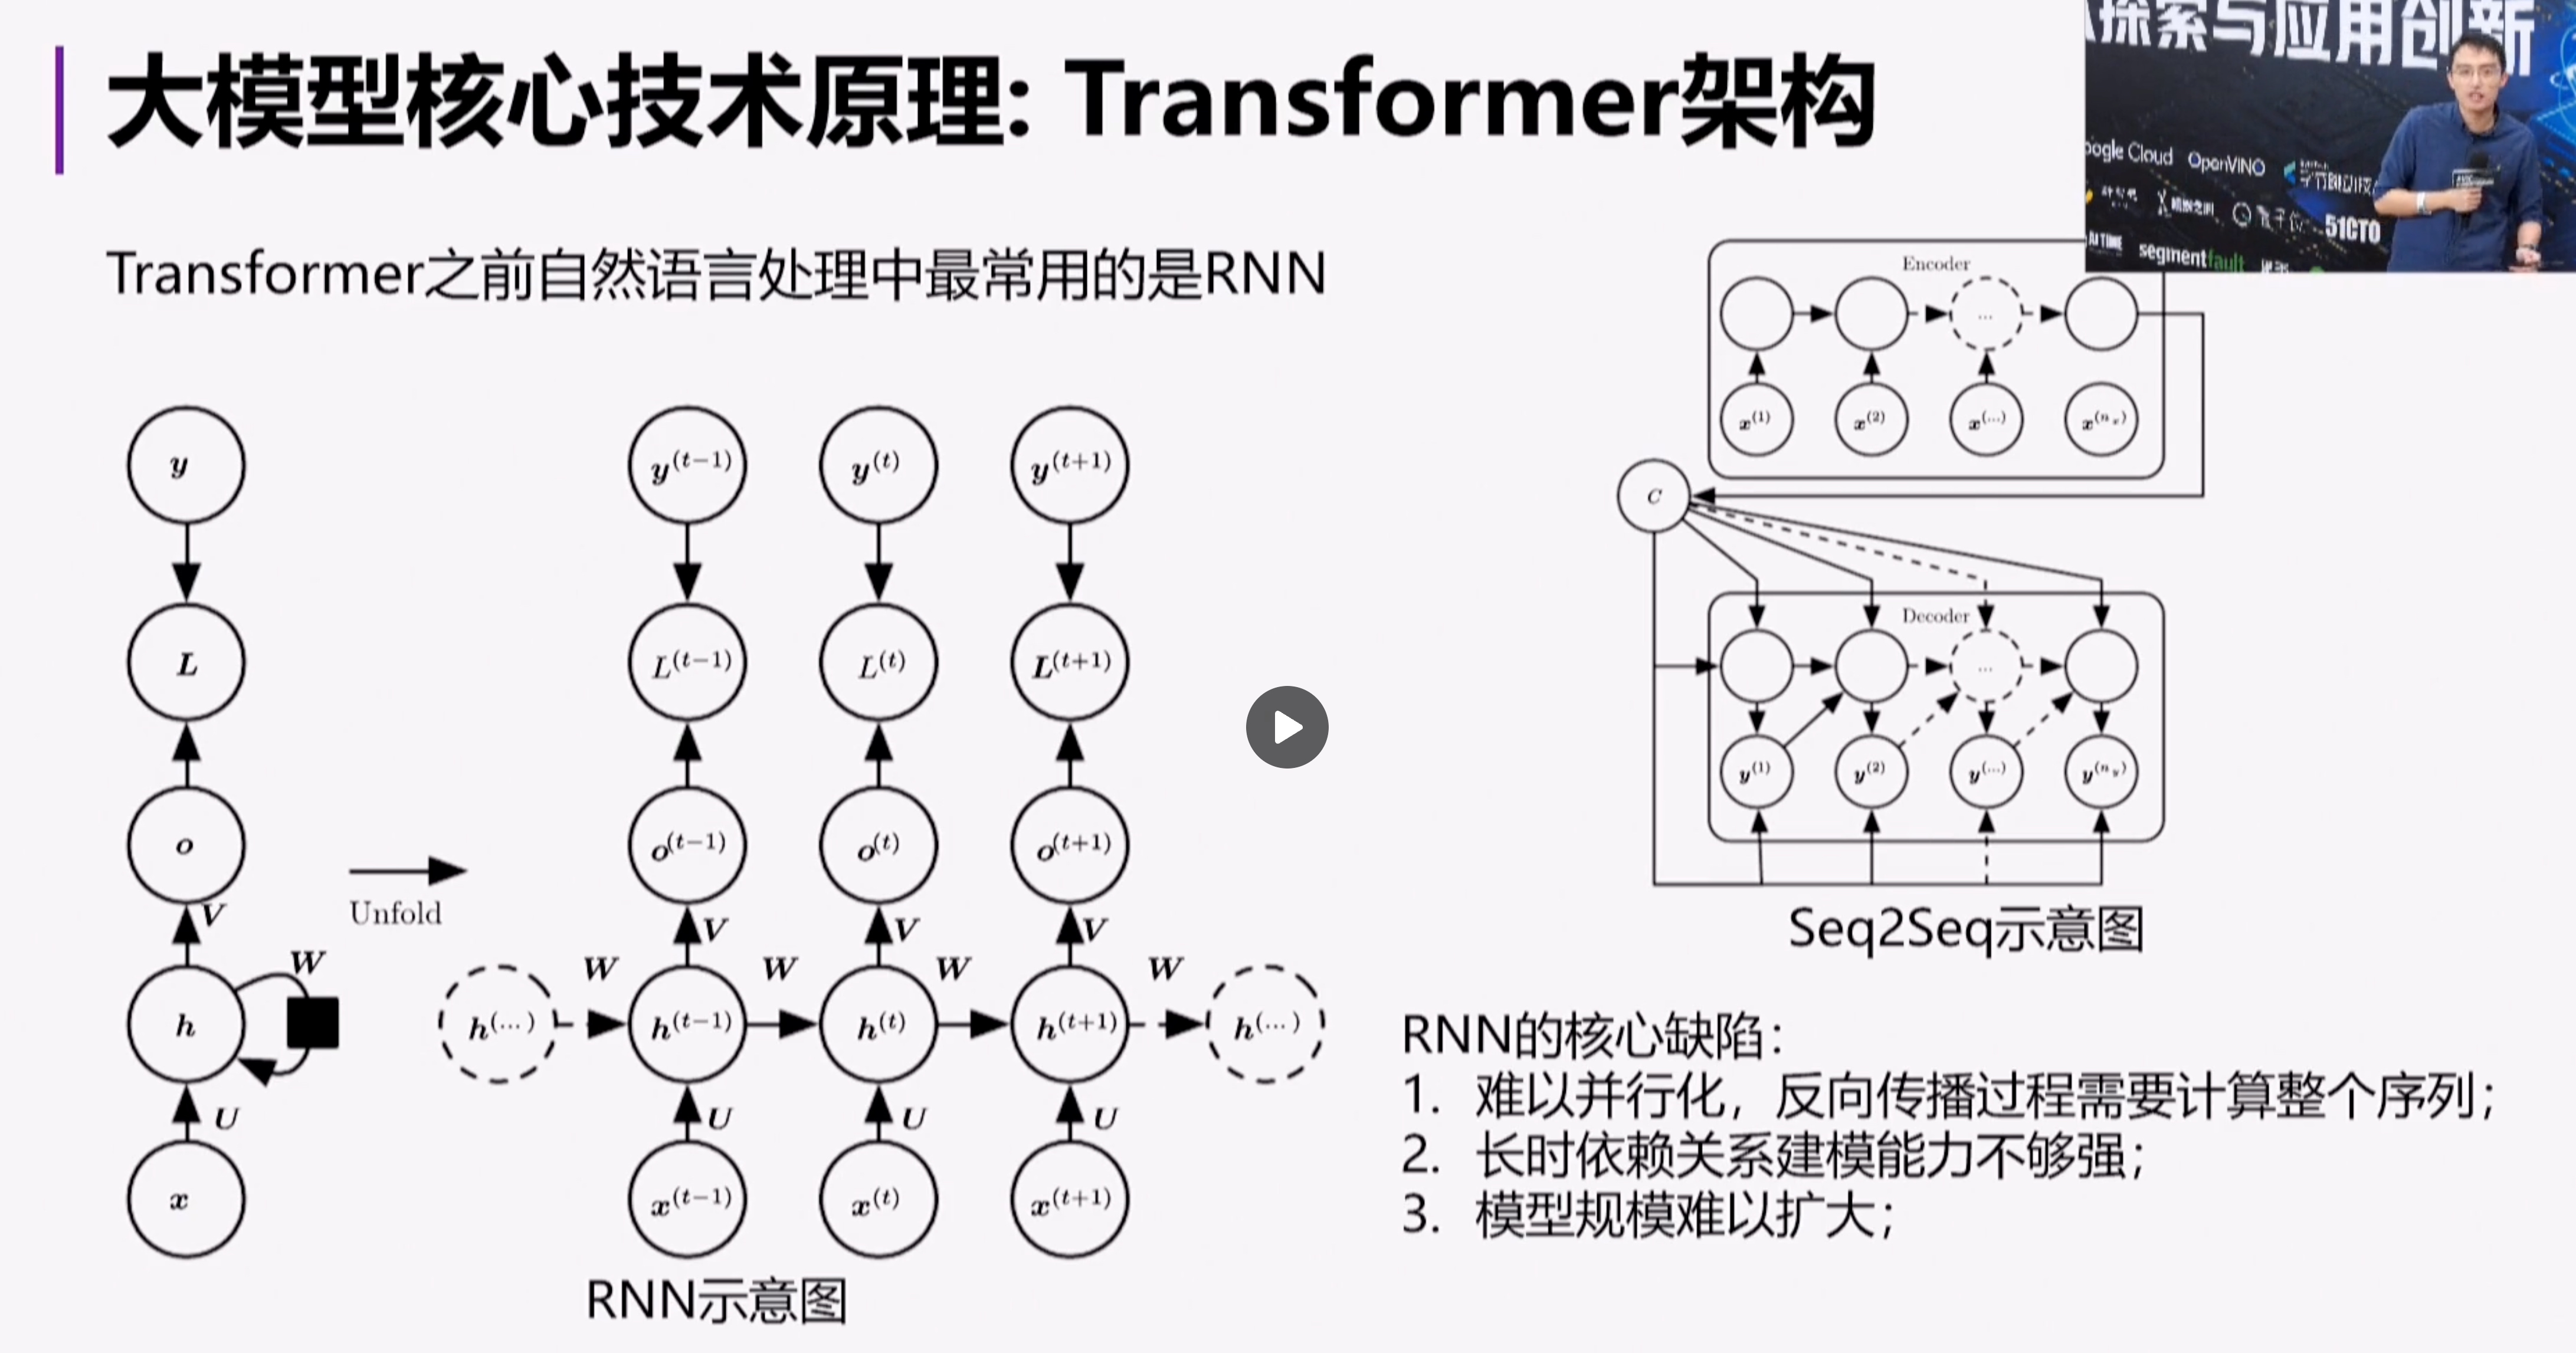 大模型核心技术原理: Transformer架构
探索与应用创新
oogle Cloud OpenVINO
51CTO
AI TIME segmentfault
Transformer之前自然语言处理中最常用的是RNN
y
L
o
V
W
h
U
x
Unfold
y(t−1) y(t) y(t+1)
L(t−1) L(t) L(t+1)
o(t−1) o(t) o(t+1)
V V V
W W W W
h(...) h(t−1) h(t) h(t+1) h(...)
U U U
x(t−1) x(t) x(t+1)
RNN示意图
Encoder
...
x(1) x(2) x(...) x(nx)
C
Decoder
...
y(1) y(2) y(...) y(ny)
Seq2Seq示意图
RNN的核心缺陷：
1. 难以并行化，反向传播过程需要计算整个序列；
2. 长时依赖关系建模能力不够强；
3. 模型规模难以扩大；